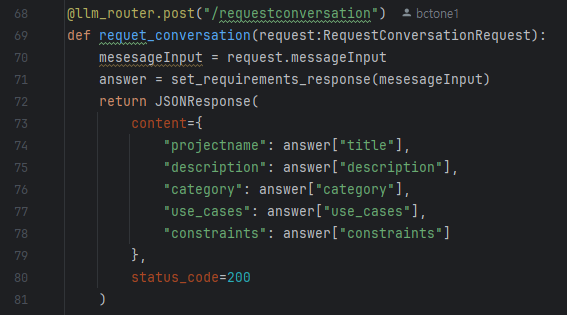 68 @llm_router.post("/requestconversation") bctone1
69 def requet_conversation(request:RequestConversationRequest):
70 mesesageInput = request.messageInput
71 answer = set_requirements_response(mesesageInput)
72 return JSONResponse(
73 content={
74 "projectname": answer["title"],
75 "description": answer["description"],
76 "category": answer["category"],
77 "use_cases": answer["use_cases"],
78 "constraints": answer["constraints"]
79 },
80 status_code=200
81 )